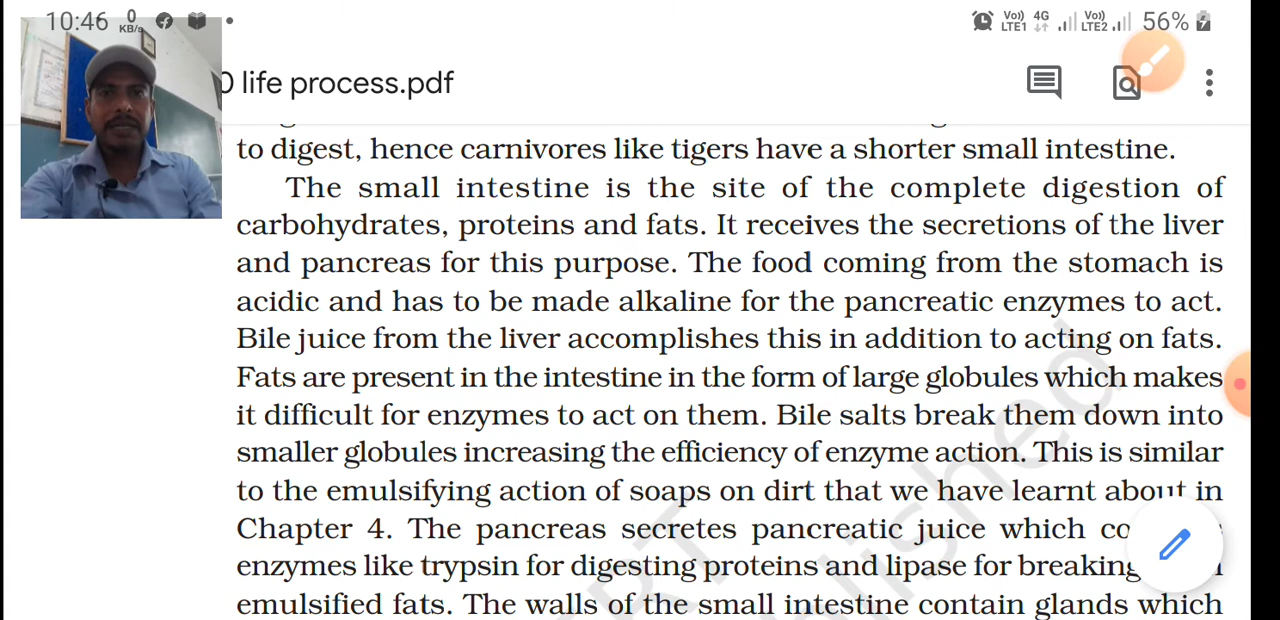 10:46 0 KB/s Vo) LTE1 4G Vo) LTE2 56%
0 life process.pdf
to digest, hence carnivores like tigers have a shorter small intestine.
The small intestine is the site of the complete digestion of
carbohydrates, proteins and fats. It receives the secretions of the liver
and pancreas for this purpose. The food coming from the stomach is
acidic and has to be made alkaline for the pancreatic enzymes to act.
Bile juice from the liver accomplishes this in addition to acting on fats.
Fats are present in the intestine in the form of large globules which makes
it difficult for enzymes to act on them. Bile salts break them down into
smaller globules increasing the efficiency of enzyme action. This is similar
to the emulsifying action of soaps on dirt that we have learnt about in
Chapter 4. The pancreas secretes pancreatic juice which
enzymes like trypsin for digesting proteins and lipase for breaking
emulsified fats. The walls of the small intestine contain glands which